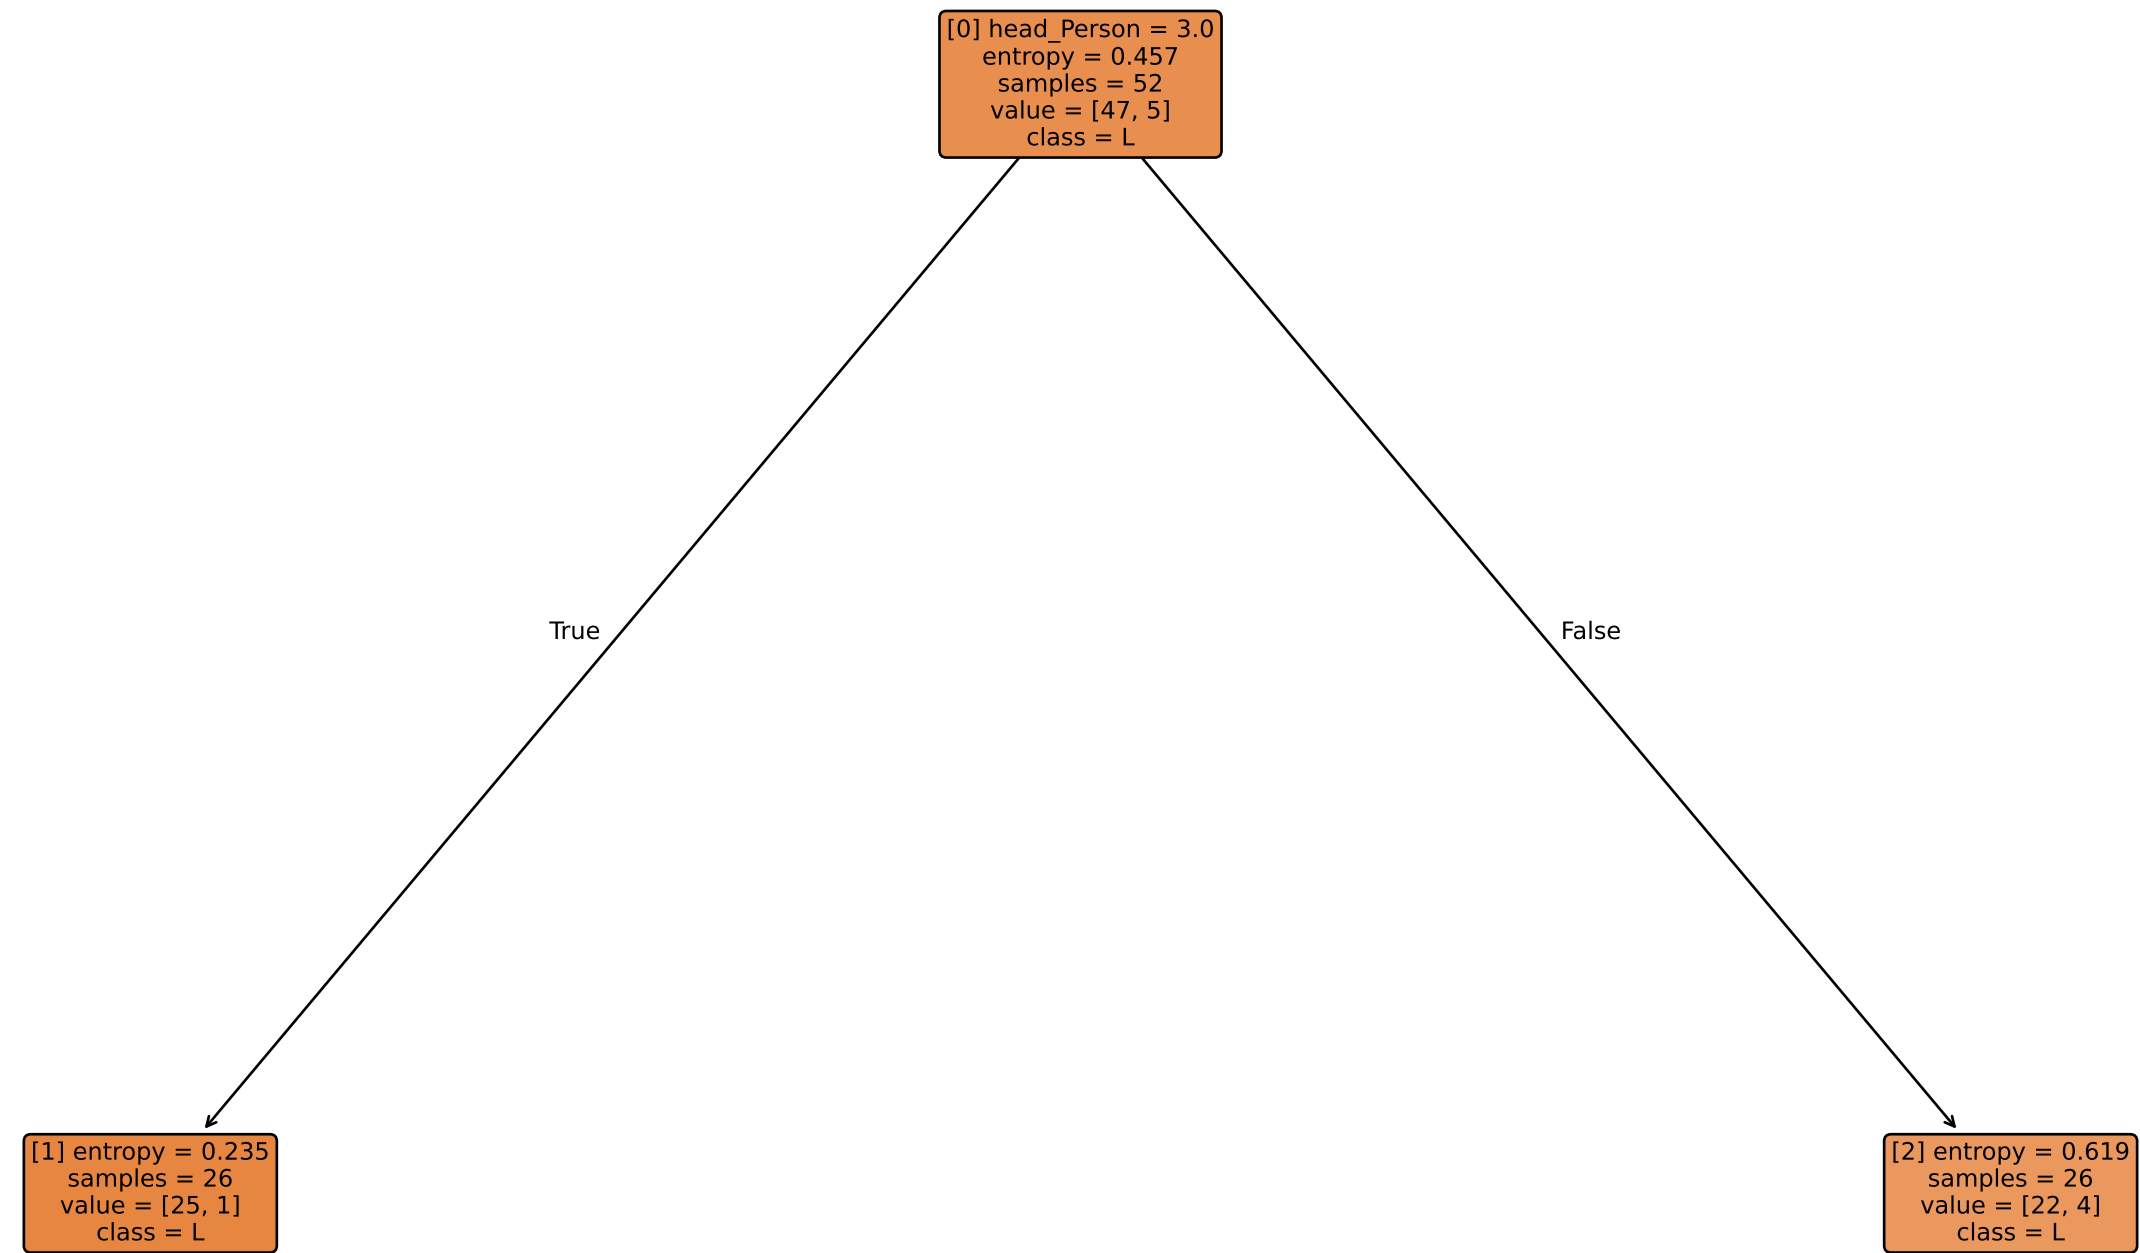 [0] head_Person = 3.0
entropy = 0.457
samples = 52
value = [47, 5]
class = L
True
False
[1] entropy = 0.235
samples = 26
value = [25, 1]
class = L
[2] entropy = 0.619
samples = 26
value = [22, 4]
class = L